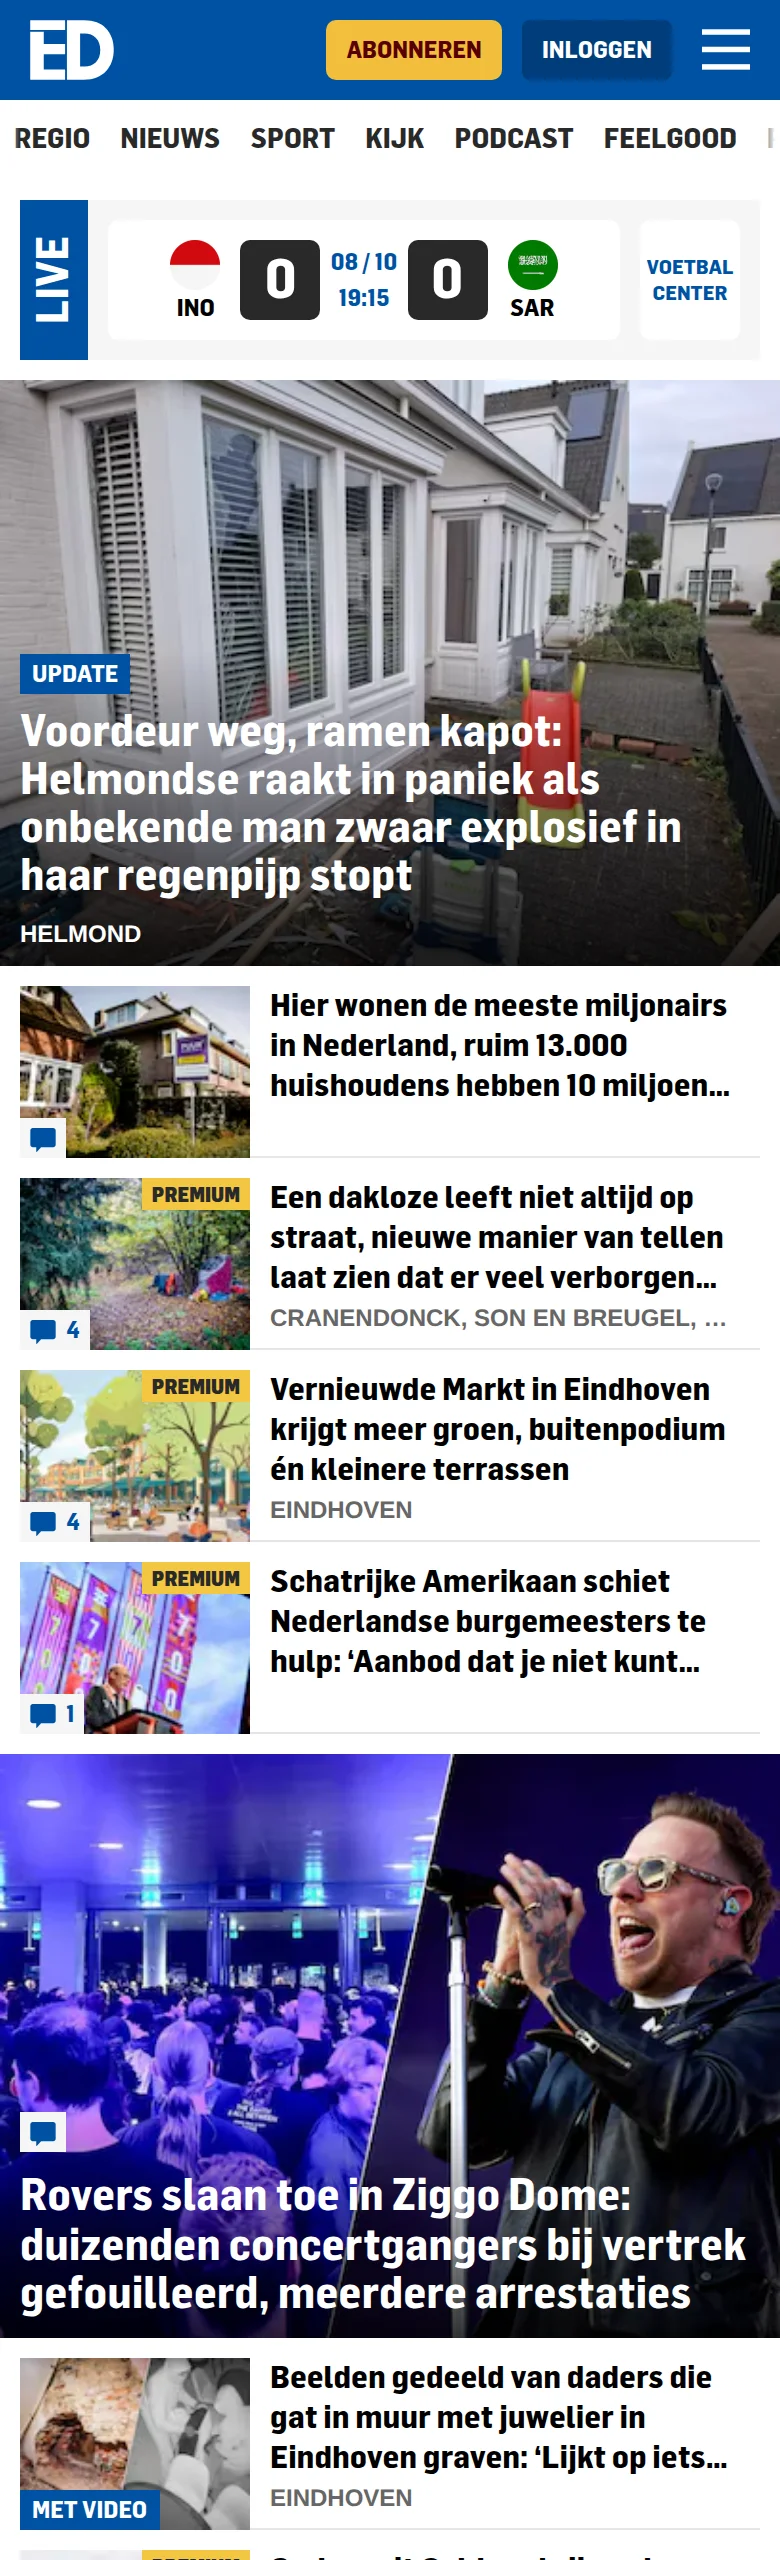 ED
ABONNEREN
INLOGGEN
REGIO NIEUWS SPORT KIJK PODCAST FEELGOOD
LIVE
INO
0
08 / 10
19:15
0
SAR
VOETBAL
CENTER
UPDATE
Voordeur weg, ramen kapot:
Helmondse raakt in paniek als
onbekende man zwaar explosief in
haar regenpijp stopt
HELMOND
Hier wonen de meeste miljonairs
in Nederland, ruim 13.000
huishoudens hebben 10 miljoen...
PREMIUM
4
Een dakloze leeft niet altijd op
straat, nieuwe manier van tellen
laat zien dat er veel verborgen...
CRANENDONCK, SON EN BREUGEL, ...
PREMIUM
4
Vernieuwde Markt in Eindhoven
krijgt meer groen, buitenpodium
én kleinere terrassen
EINDHOVEN
PREMIUM
1
Schatrijke Amerikaan schiet
Nederlandse burgemeesters te
hulp: ‘Aanbod dat je niet kunt...
Rovers slaan toe in Ziggo Dome:
duizenden concertgangers bij vertrek
gefouilleerd, meerdere arrestaties
MET VIDEO
Beelden gedeeld van daders die
gat in muur met juwelier in
Eindhoven graven: ‘Lijkt op iets...
EINDHOVEN